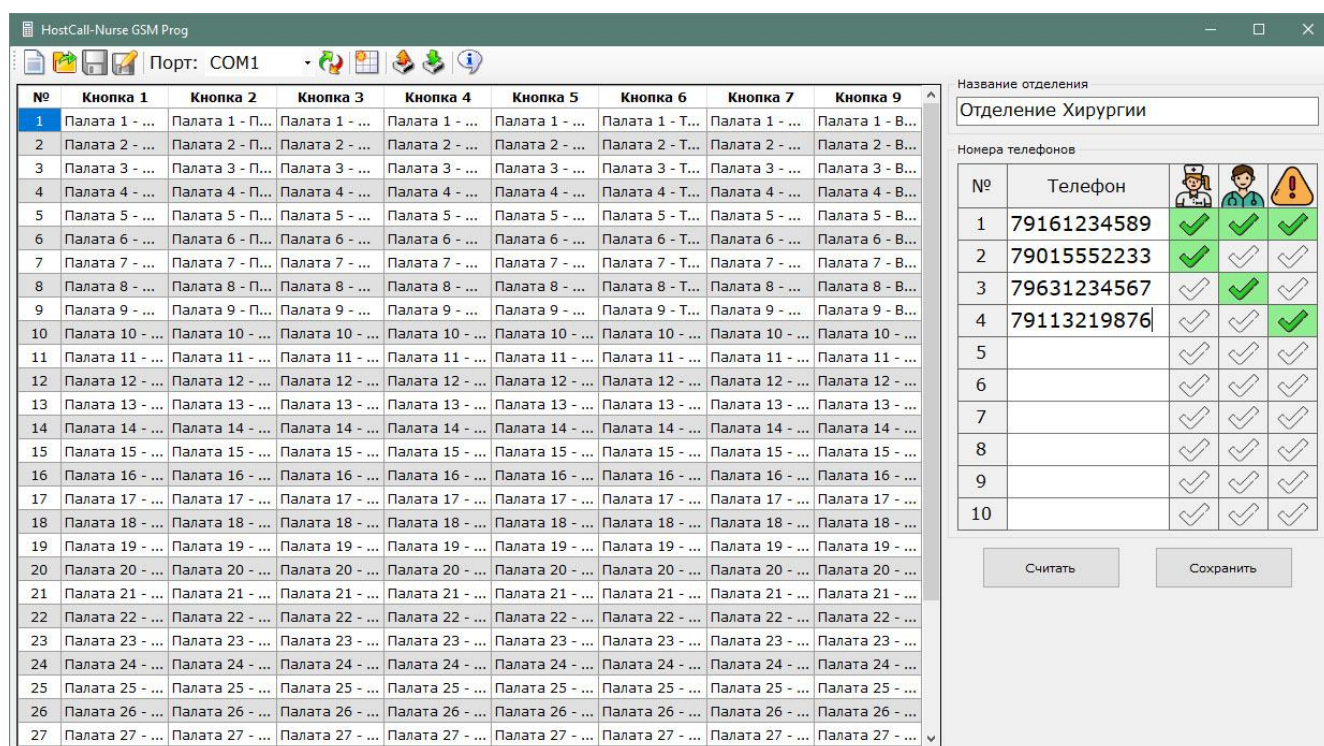 HostCall-Nurse GSM Prog
Порт: COM1
№ Кнопка 1 Кнопка 2 Кнопка 3 Кнопка 4 Кнопка 5 Кнопка 6 Кнопка 7 Кнопка 9
1 Палата 1 - ... Палата 1 - П... Палата 1 - ... Палата 1 - ... Палата 1 - ... Палата 1 - Т... Палата 1 - ... Палата 1 - В...
2 Палата 2 - ... Палата 2 - П... Палата 2 - ... Палата 2 - ... Палата 2 - ... Палата 2 - Т... Палата 2 - ... Палата 2 - В...
3 Палата 3 - ... Палата 3 - П... Палата 3 - ... Палата 3 - ... Палата 3 - ... Палата 3 - Т... Палата 3 - ... Палата 3 - В...
4 Палата 4 - ... Палата 4 - П... Палата 4 - ... Палата 4 - ... Палата 4 - ... Палата 4 - Т... Палата 4 - ... Палата 4 - В...
5 Палата 5 - ... Палата 5 - П... Палата 5 - ... Палата 5 - ... Палата 5 - ... Палата 5 - Т... Палата 5 - ... Палата 5 - В...
6 Палата 6 - ... Палата 6 - П... Палата 6 - ... Палата 6 - ... Палата 6 - ... Палата 6 - Т... Палата 6 - ... Палата 6 - В...
7 Палата 7 - ... Палата 7 - П... Палата 7 - ... Палата 7 - ... Палата 7 - ... Палата 7 - Т... Палата 7 - ... Палата 7 - В...
8 Палата 8 - ... Палата 8 - П... Палата 8 - ... Палата 8 - ... Палата 8 - ... Палата 8 - Т... Палата 8 - ... Палата 8 - В...
9 Палата 9 - ... Палата 9 - П... Палата 9 - ... Палата 9 - ... Палата 9 - ... Палата 9 - Т... Палата 9 - ... Палата 9 - В...
10 Палата 10 - ... Палата 10 - ... Палата 10 - ... Палата 10 - ... Палата 10 - ... Палата 10 - ... Палата 10 - ... Палата 10 - ...
11 Палата 11 - ... Палата 11 - ... Палата 11 - ... Палата 11 - ... Палата 11 - ... Палата 11 - ... Палата 11 - ... Палата 11 - ...
12 Палата 12 - ... Палата 12 - ... Палата 12 - ... Палата 12 - ... Палата 12 - ... Палата 12 - ... Палата 12 - ... Палата 12 - ...
13 Палата 13 - ... Палата 13 - ... Палата 13 - ... Палата 13 - ... Палата 13 - ... Палата 13 - ... Палата 13 - ... Палата 13 - ...
14 Палата 14 - ... Палата 14 - ... Палата 14 - ... Палата 14 - ... Палата 14 - ... Палата 14 - ... Палата 14 - ... Палата 14 - ...
15 Палата 15 - ... Палата 15 - ... Палата 15 - ... Палата 15 - ... Палата 15 - ... Палата 15 - ... Палата 15 - ... Палата 15 - ...
16 Палата 16 - ... Палата 16 - ... Палата 16 - ... Палата 16 - ... Палата 16 - ... Палата 16 - ... Палата 16 - ... Палата 16 - ...
17 Палата 17 - ... Палата 17 - ... Палата 17 - ... Палата 17 - ... Палата 17 - ... Палата 17 - ... Палата 17 - ... Палата 17 - ...
18 Палата 18 - ... Палата 18 - ... Палата 18 - ... Палата 18 - ... Палата 18 - ... Палата 18 - ... Палата 18 - ... Палата 18 - ...
19 Палата 19 - ... Палата 19 - ... Палата 19 - ... Палата 19 - ... Палата 19 - ... Палата 19 - ... Палата 19 - ... Палата 19 - ...
20 Палата 20 - ... Палата 20 - ... Палата 20 - ... Палата 20 - ... Палата 20 - ... Палата 20 - ... Палата 20 - ... Палата 20 - ...
21 Палата 21 - ... Палата 21 - ... Палата 21 - ... Палата 21 - ... Палата 21 - ... Палата 21 - ... Палата 21 - ... Палата 21 - ...
22 Палата 22 - ... Палата 22 - ... Палата 22 - ... Палата 22 - ... Палата 22 - ... Палата 22 - ... Палата 22 - ... Палата 22 - ...
23 Палата 23 - ... Палата 23 - ... Палата 23 - ... Палата 23 - ... Палата 23 - ... Палата 23 - ... Палата 23 - ... Палата 23 - ...
24 Палата 24 - ... Палата 24 - ... Палата 24 - ... Палата 24 - ... Палата 24 - ... Палата 24 - ... Палата 24 - ... Палата 24 - ...
25 Палата 25 - ... Палата 25 - ... Палата 25 - ... Палата 25 - ... Палата 25 - ... Палата 25 - ... Палата 25 - ... Палата 25 - ...
26 Палата 26 - ... Палата 26 - ... Палата 26 - ... Палата 26 - ... Палата 26 - ... Палата 26 - ... Палата 26 - ... Палата 26 - ...
27 Палата 27 - ... Палата 27 - ... Палата 27 - ... Палата 27 - ... Палата 27 - ... Палата 27 - ... Палата 27 - ... Палата 27 - ...
Название отделения
Отделение Хирургии
Номера телефонов
№ Телефон
1 79161234589
2 79015552233
3 79631234567
4 79113219876
5
6
7
8
9
10
Считать Сохранить